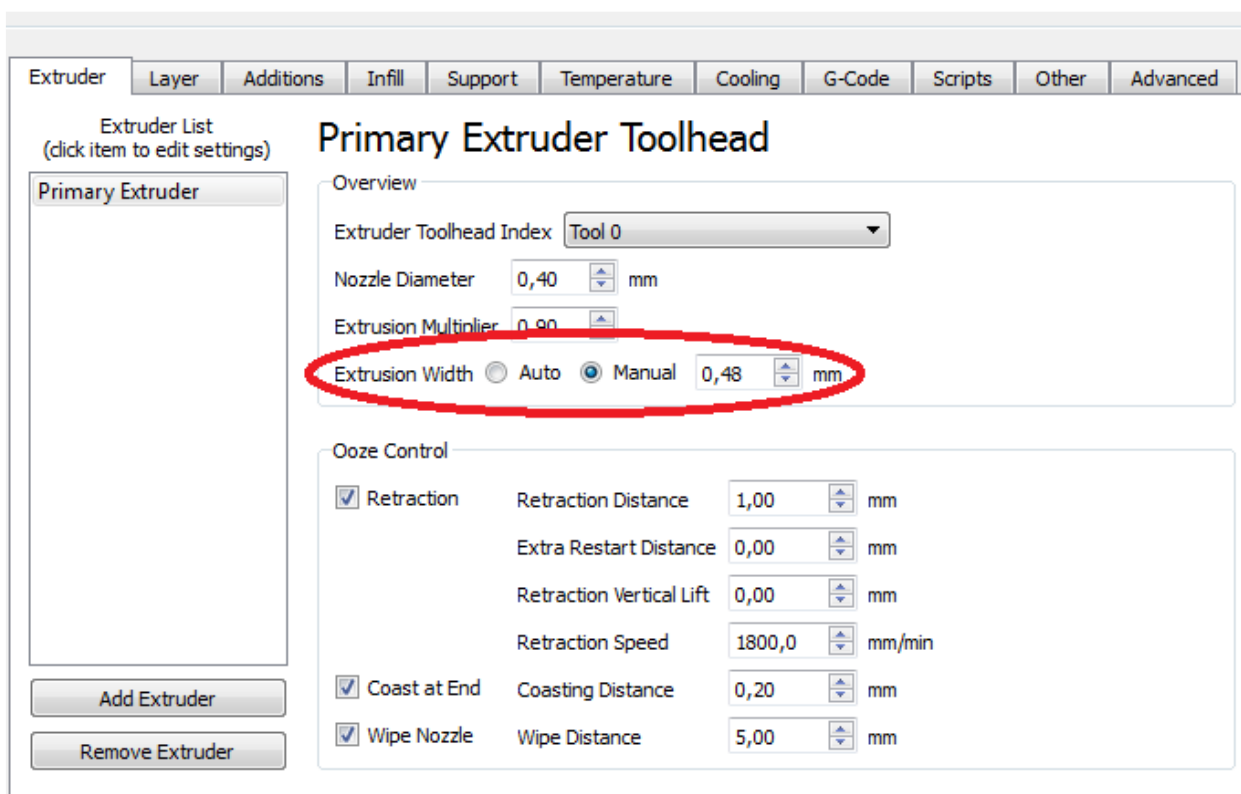 Extruder Layer Additions Infill Support Temperature Cooling G-Code Scripts Other Advanced
Extruder List
(click item to edit settings)
Primary Extruder
Add Extruder
Remove Extruder
Primary Extruder Toolhead
Overview
Extruder Toolhead Index Tool 0
Nozzle Diameter 0,40 mm
Extrusion Multiplier 0,90
Extrusion Width Auto Manual 0,48 mm
Ooze Control
Retraction Retraction Distance 1,00 mm
Extra Restart Distance 0,00 mm
Retraction Vertical Lift 0,00 mm
Retraction Speed 1800,0 mm/min
Coast at End Coasting Distance 0,20 mm
Wipe Nozzle Wipe Distance 5,00 mm